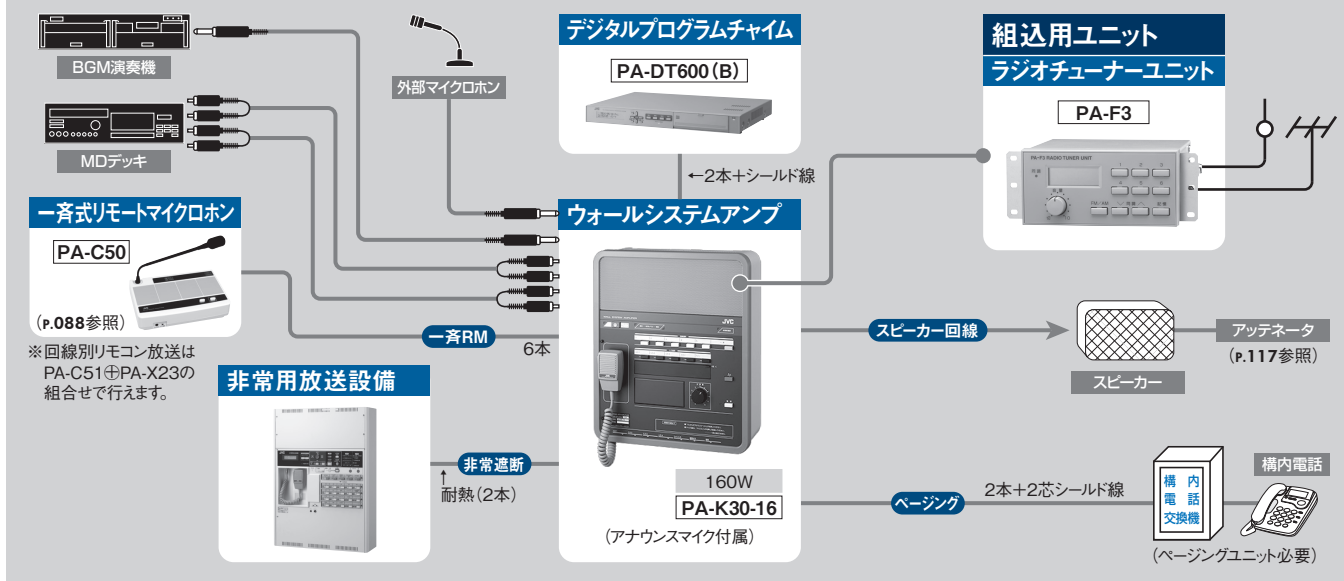 BGM演奏機
MDデッキ
外部マイクロホン
デジタルプログラムチャイム
PA-DT600(B)
←2本+シールド線
組込用ユニット
ラジオチューナーユニット
PA-F3
PA-F3 RADIO TUNER UNIT
一斉式リモートマイクロホン
PA-C50
(P.088参照)
※回線別リモコン放送は
PA-C51⊕PA-X23の
組合せで行えます。
一斉RM
6本
ウォールシステムアンプ
JVC
160W
PA-K30-16
(アナウンスマイク付属)
非常用放送設備
非常遮断
↑
耐熱(2本)
スピーカー回線
スピーカー
アッテネータ
(P.117参照)
ページング
2本+2芯シールド線
構内
電話
交換機
構内電話
(ページングユニット必要)